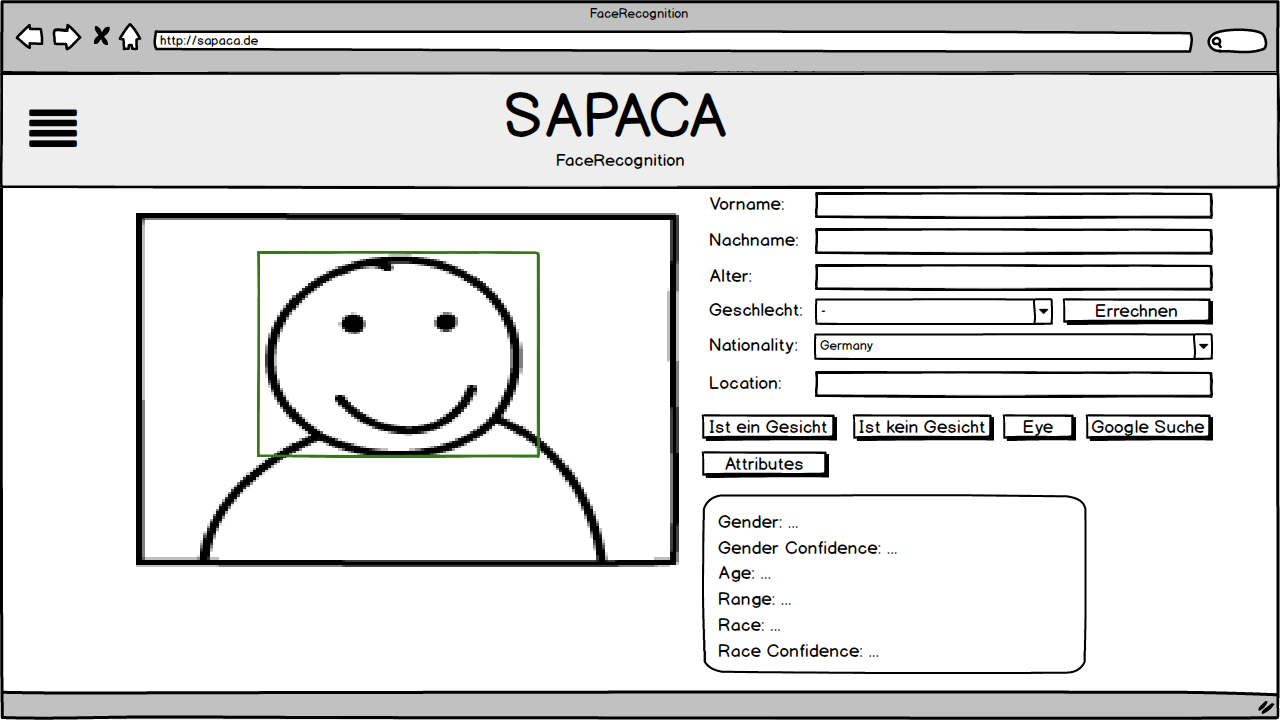 FaceRecognition
http://sapaca.de
SAPACA
FaceRecognition
Vorname:
Nachname:
Alter:
Geschlecht: - Errechnen
Nationality: Germany
Location:
Ist ein Gesicht Ist kein Gesicht Eye Google Suche
Attributes
Gender: ...
Gender Confidence: ...
Age: ...
Range: ...
Race: ...
Race Confidence: ...